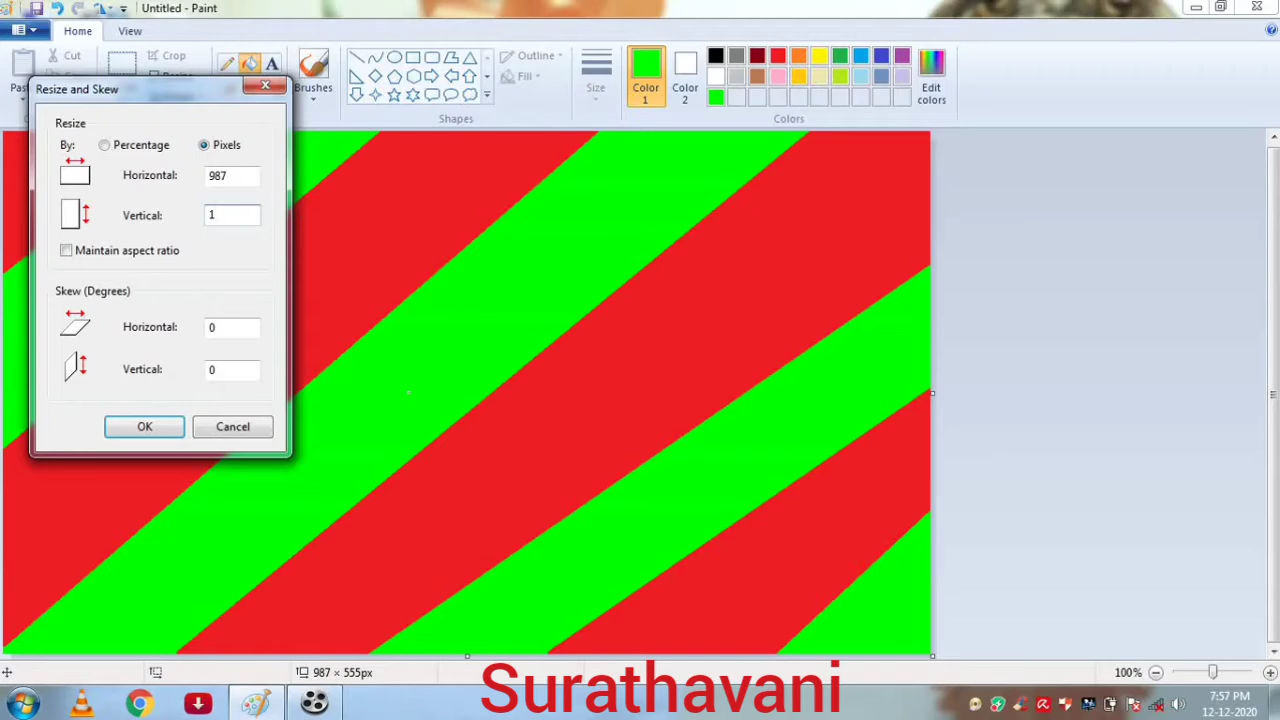 Untitled - Paint
Home
View
Cut
Crop
Outline
Fill
Brushes
Size
Color
1
Color
2
Edit
colors
Shapes
Colors
Resize and Skew
Resize
By:
Percentage
Pixels
Horizontal:
987
Vertical:
1
Maintain aspect ratio
Skew (Degrees)
Horizontal:
0
Vertical:
0
OK
Cancel
987 × 555px
100%
Surathavani
7:57 PM
12-12-2020